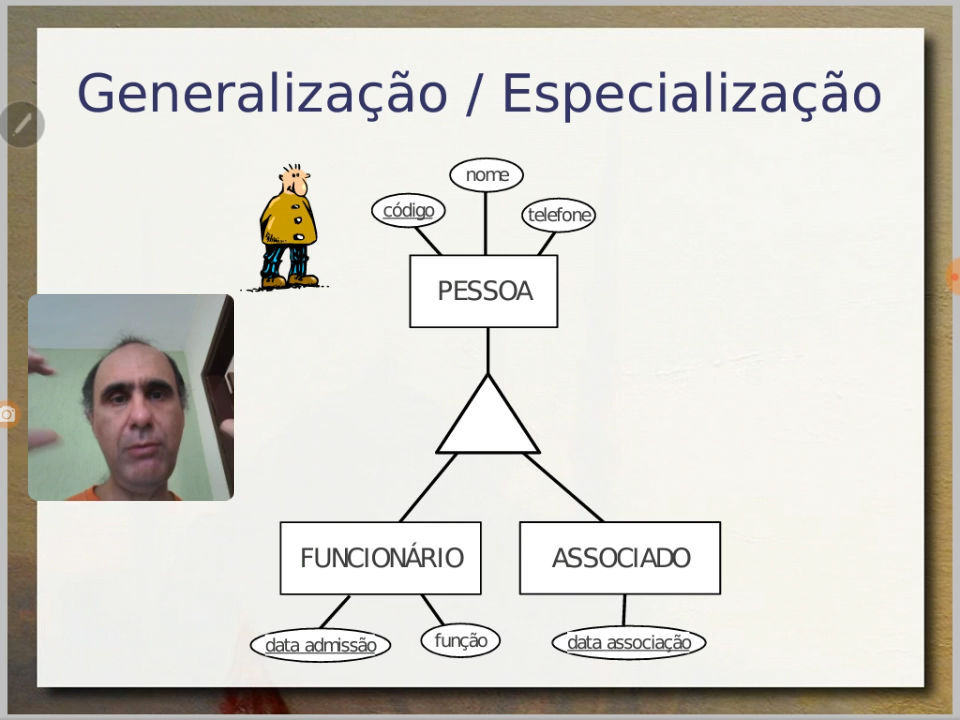 Generalização / Especialização
nome
código
telefone
PESSOA
FUNCIONÁRIO
ASSOCIADO
data admissão
função
data associação